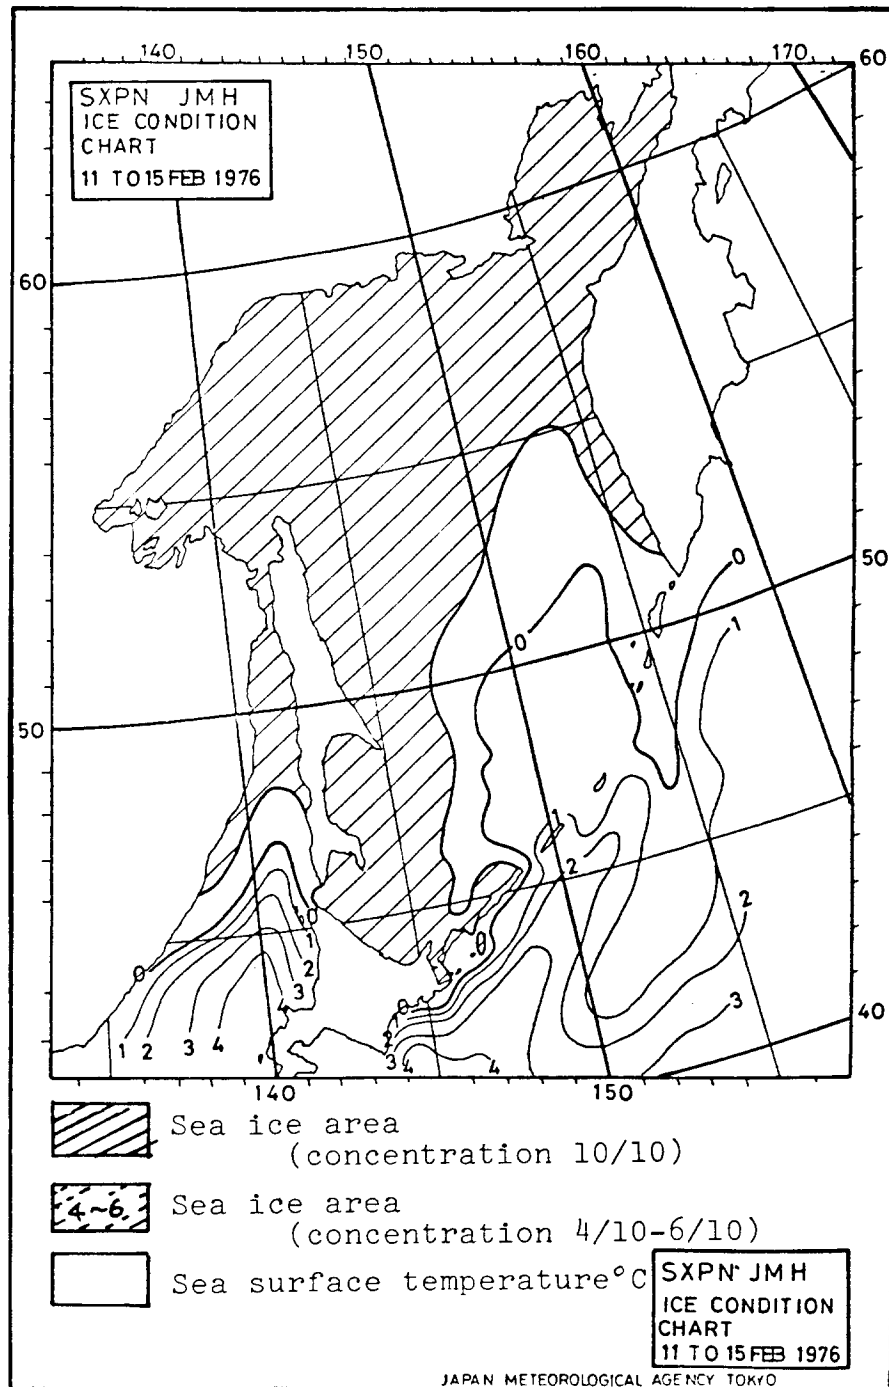 140 150 160 170
60
SXPN JMH
ICE CONDITION
CHART
11 TO 15 FEB 1976
60
50
0
0
1
50
1
2
2
0
1
0
2
0
3
0
3
4
1 2 3 4
2
3
4
4
40
140 150
Sea ice area
(concentration 10/10)
4~6
Sea ice area
(concentration 4/10-6/10)
Sea surface temperature°C
SXPN JMH
ICE CONDITION
CHART
11 TO 15 FEB 1976
JAPAN METEOROLOGICAL AGENCY TOKYO